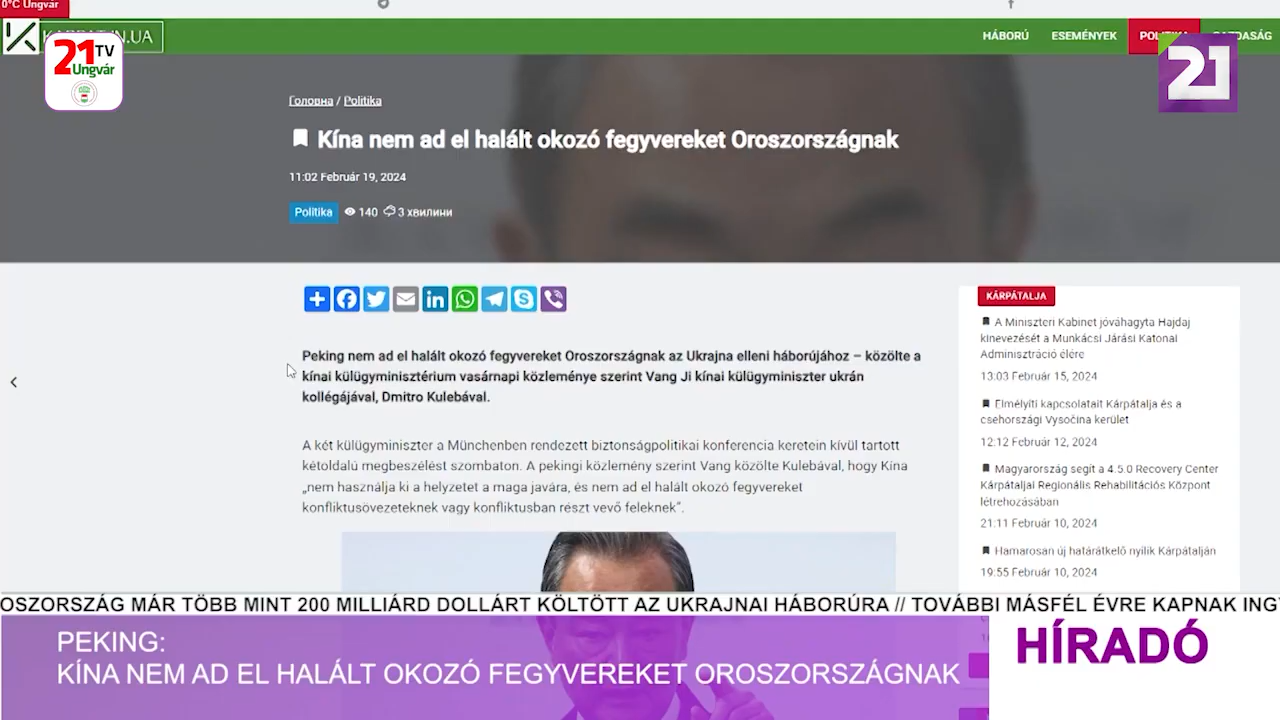 0°C Ungvár
KÁRPÁT.IN.UA
HÁBORÚ
ESEMÉNYEK
POLITIKA
GAZDASÁG
21 TV
Ungvár
21
Головна / Politika
Kína nem ad el halált okozó fegyvereket Oroszországnak
11:02 Február 19, 2024
Politika 140 3 хвилини
Peking nem ad el halált okozó fegyvereket Oroszországnak az Ukrajna elleni háborújához – közölte a
kínai külügyminisztérium vasárnapi közleménye szerint Vang Ji kínai külügyminiszter ukrán
kollégájával, Dmitro Kulebával.
A két külügyminiszter a Münchenben rendezett biztonságpolitikai konferencia keretein kívül tartott
kétoldalú megbeszélést szombaton. A pekingi közlemény szerint Vang közölte Kulebával, hogy Kína
„nem használja ki a helyzetet a maga javára, és nem ad el halált okozó fegyvereket
konfliktusövezeteknek vagy konfliktusban részt vevő feleknek”.
KÁRPÁTALJA
A Miniszteri Kabinet jóváhagyta Hajdaj
kinevezését a Munkácsi Járási Katonai
Adminisztráció élére
13:03 Február 15, 2024
Elmélyíti kapcsolatait Kárpátalja és a
csehországi Vysočina kerület
12:12 Február 12, 2024
Magyarország segít a 4.5.0 Recovery Center
Kárpátaljai Regionális Rehabilitációs Központ
létrehozásában
21:11 Február 10, 2024
Hamarosan új határátkelő nyílik Kárpátalján
19:55 Február 10, 2024
OSZORSZÁG MÁR TÖBB MINT 200 MILLIÁRD DOLLÁRT KÖLTÖTT AZ UKRAJNAI HÁBORÚRA // TOVÁBBI MÁSFÉL ÉVRE KAPNAK ING
PEKING:
KÍNA NEM AD EL HALÁLT OKOZÓ FEGYVEREKET OROSZORSZÁGNAK
HÍRADÓ